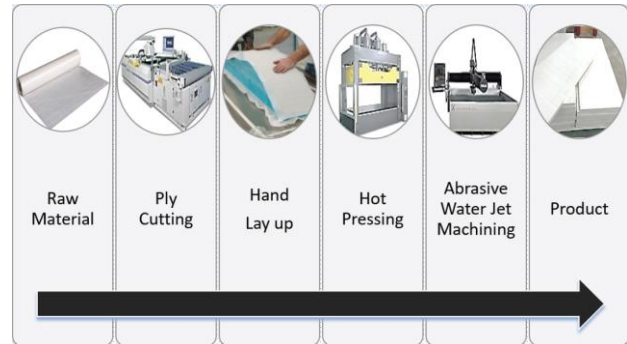 Raw
Material
Ply
Cutting
Hand
Lay up
Hot
Pressing
Abrasive
Water Jet
Machining
Product